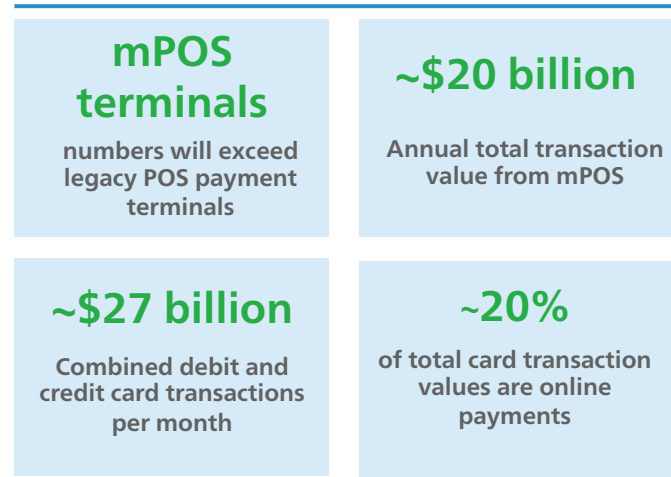 mPOS
terminals
numbers will exceed
legacy POS payment
terminals
~$20 billion
Annual total transaction
value from mPOS
~$27 billion
Combined debit and
credit card transactions
per month
~20%
of total card transaction
values are online
payments